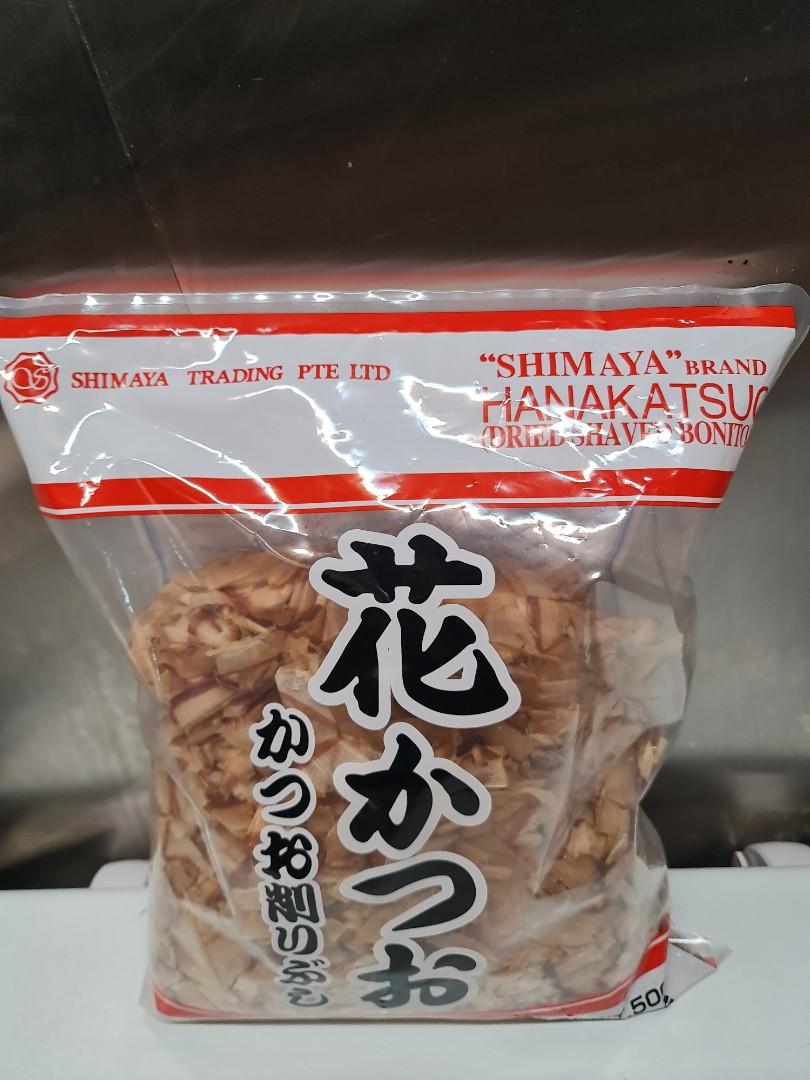 SHIMAYA TRADING PTE LTD
“SHIMAYA” BRAND
HANAKATSUO
(DRIED SHAVED BONITO
花かつお
かつお削りぶし
500